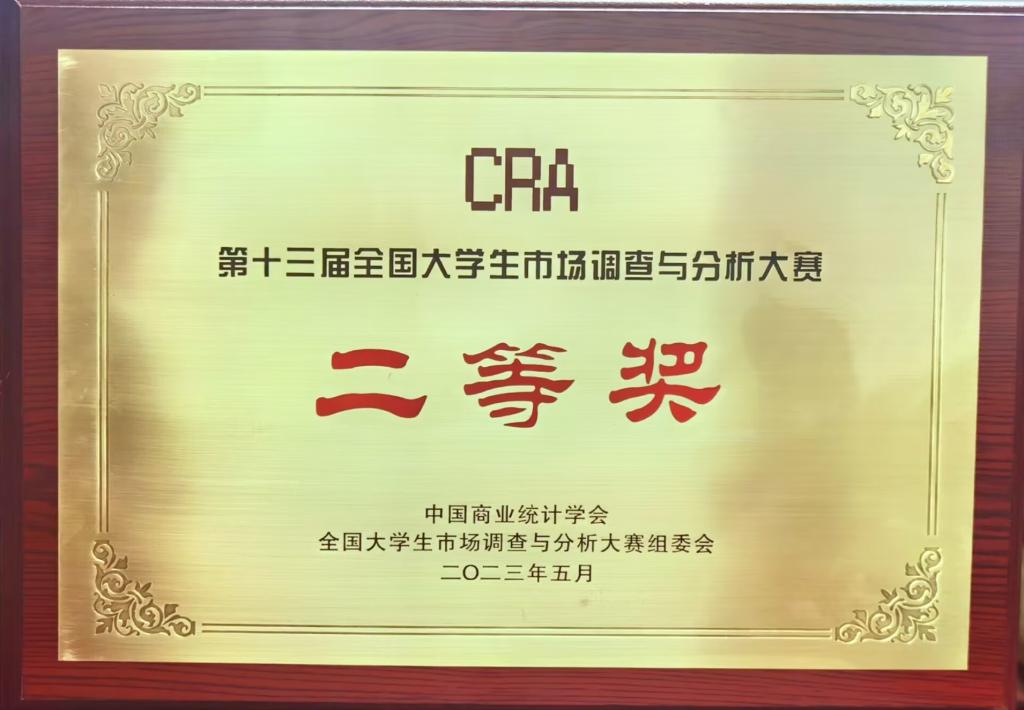 CRA
第十三届全国大学生市场调查与分析大赛
二等奖
中国商业统计学会
全国大学生市场调查与分析大赛组委会
二〇二三年五月